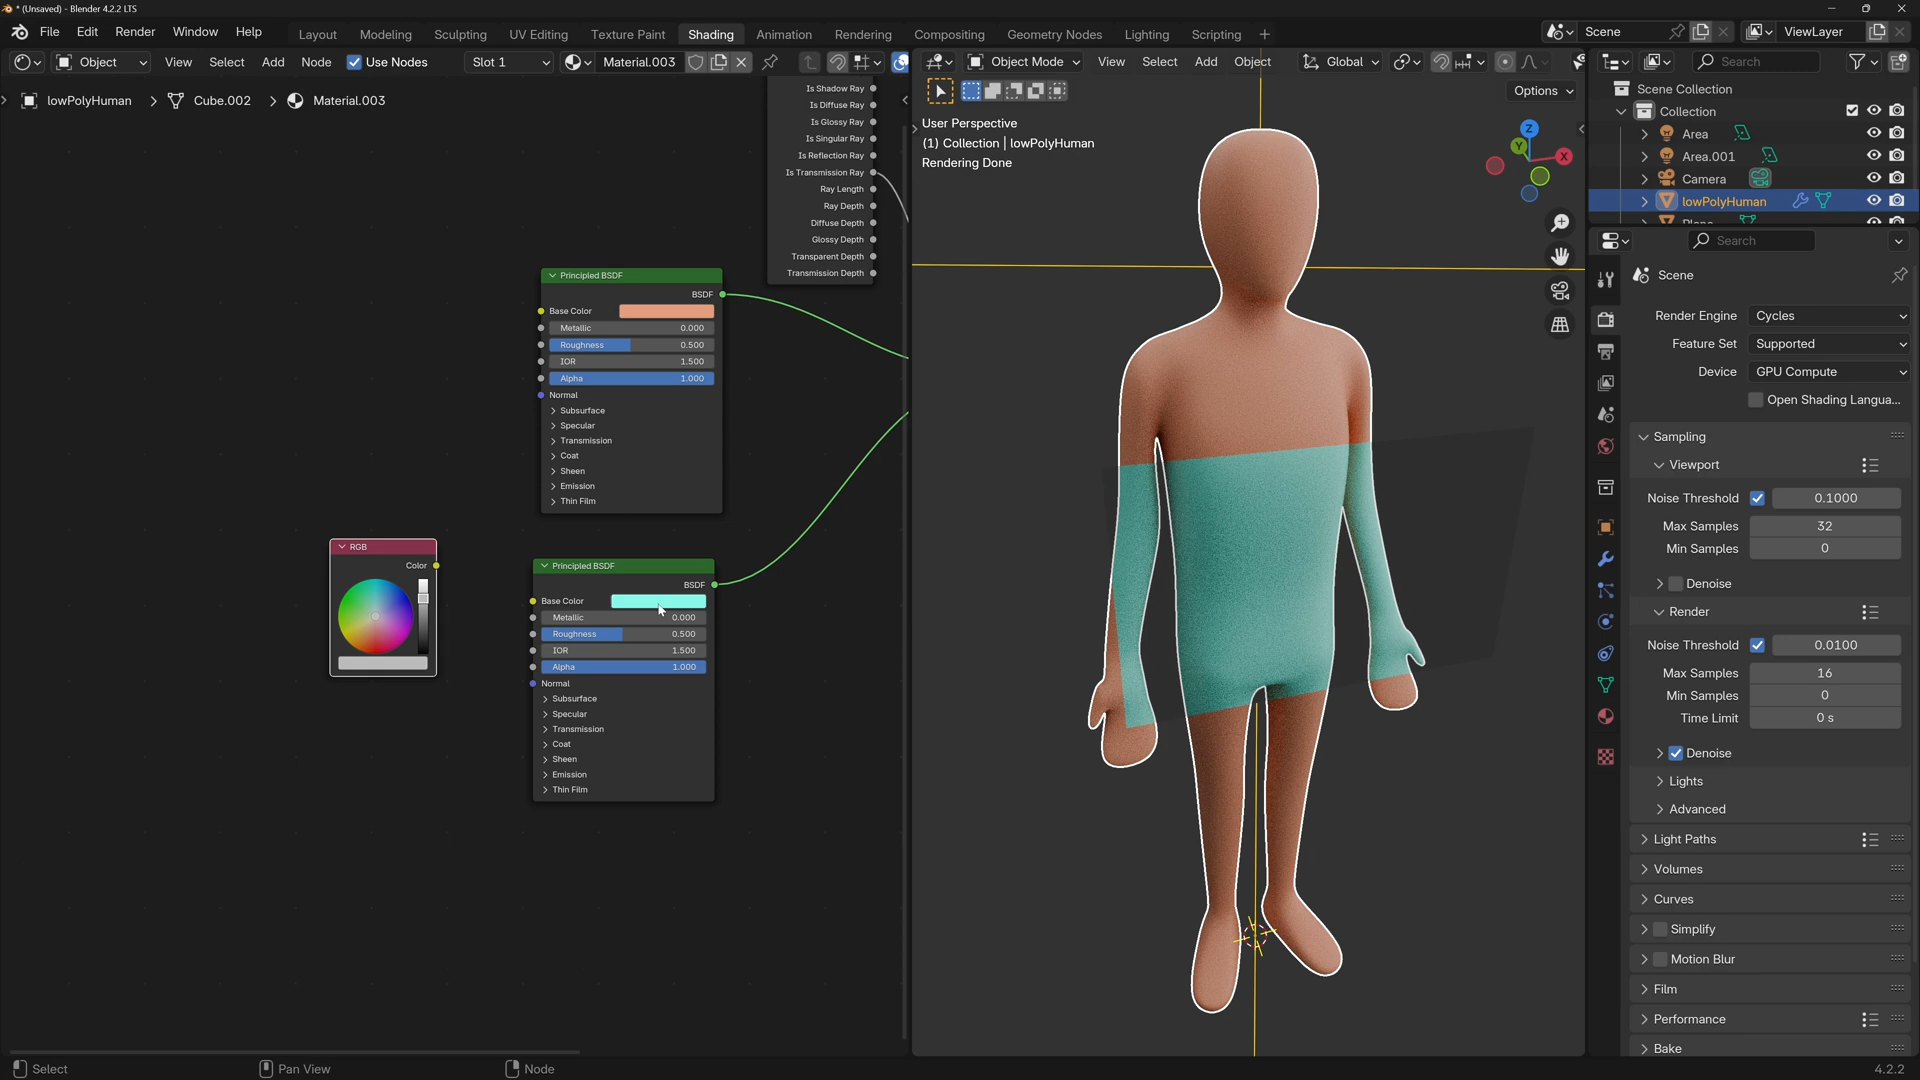 * (Unsaved) - Blender 4.2.2 LTS
File Edit Render Window Help Layout Modeling Sculpting UV Editing Texture Paint Shading Animation Rendering Compositing Geometry Nodes Lighting Scripting + Scene ViewLayer
Object View Select Add Node Use Nodes Slot 1 Material.003
lowPolyHuman > Cube.002 > Material.003
Is Shadow Ray
Is Diffuse Ray
Is Glossy Ray
Is Singular Ray
Is Reflection Ray
Is Transmission Ray
Ray Length
Ray Depth
Diffuse Depth
Glossy Depth
Transparent Depth
Transmission Depth
Principled BSDF
BSDF
Base Color
Metallic 0.000
Roughness 0.500
IOR 1.500
Alpha 1.000
Normal
Subsurface
Specular
Transmission
Coat
Sheen
Emission
Thin Film
RGB
Color
Principled BSDF
BSDF
Base Color
Metallic 0.000
Roughness 0.500
IOR 1.500
Alpha 1.000
Normal
Subsurface
Specular
Transmission
Coat
Sheen
Emission
Thin Film
Object Mode View Select Add Object Global
Options
User Perspective
(1) Collection | lowPolyHuman
Rendering Done
Z
Y
X
Search
Scene Collection
Collection
Area
Area.001
Camera
lowPolyHuman
Search
Scene
Render Engine Cycles
Feature Set Supported
Device GPU Compute
Open Shading Langua...
Sampling
Viewport
Noise Threshold 0.1000
Max Samples 32
Min Samples 0
Denoise
Render
Noise Threshold 0.0100
Max Samples 16
Min Samples 0
Time Limit 0 s
Denoise
Lights
Advanced
Light Paths
Volumes
Curves
Simplify
Motion Blur
Film
Performance
Bake
Select Pan View Node 4.2.2